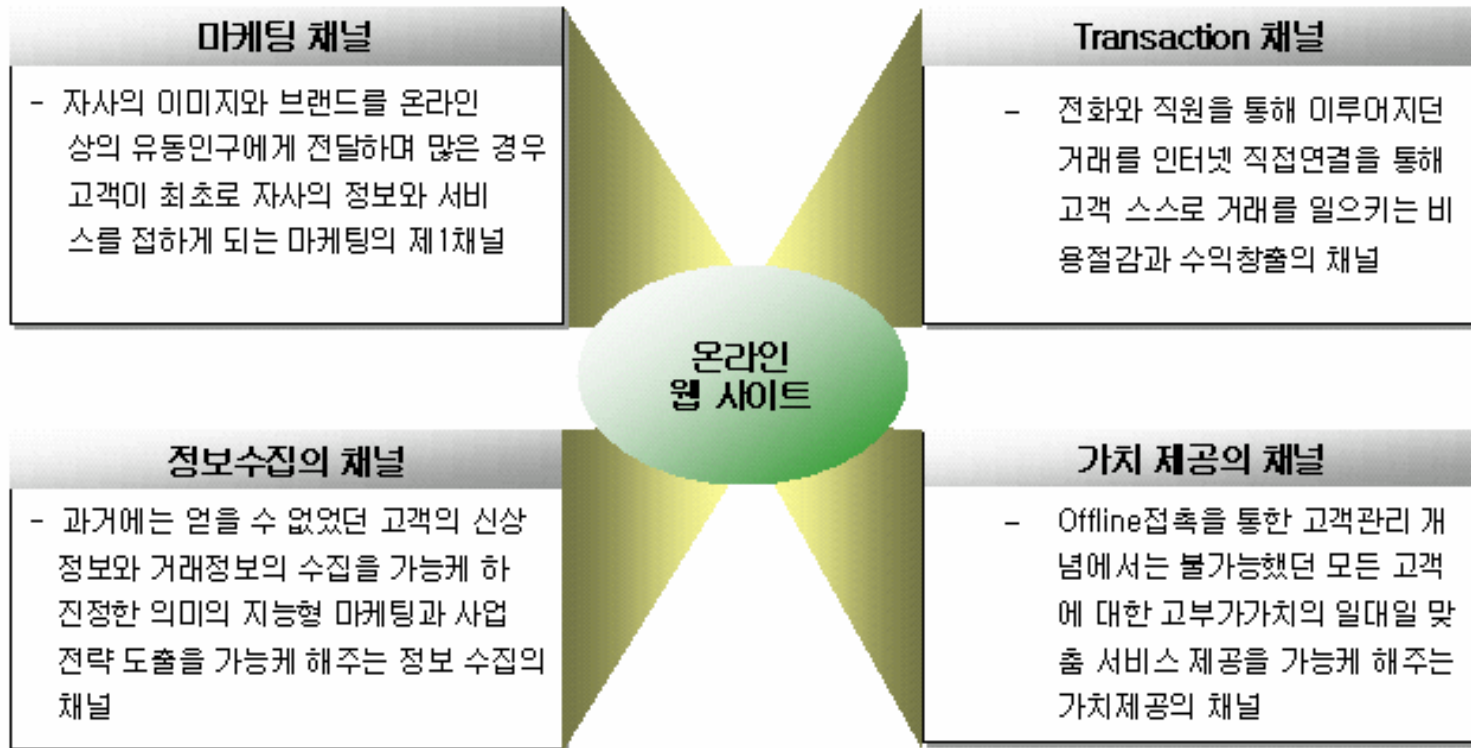 마케팅 채널
- 자사의 이미지와 브랜드를 온라인
상의 유동인구에게 전달하며 많은 경우
고객이 최초로 자사의 정보와 서비
스를 접하게 되는 마케팅의 제1채널
Transaction 채널
- 전화와 직원을 통해 이루어지던
거래를 인터넷 직접연결을 통해
고객 스스로 거래를 일으키는 비
용절감과 수익창출의 채널
온라인
웹 사이트
정보수집의 채널
- 과거에는 얻을 수 없었던 고객의 신상
정보와 거래정보의 수집을 가능케 하
진정한 의미의 지능형 마케팅과 사업
전략 도출을 가능케 해주는 정보 수집의
채널
가치 제공의 채널
- Offline접촉을 통한 고객관리 개
념에서는 불가능했던 모든 고객
에 대한 고부가가치의 일대일 맞
춤 서비스 제공을 가능케 해주는
가치제공의 채널